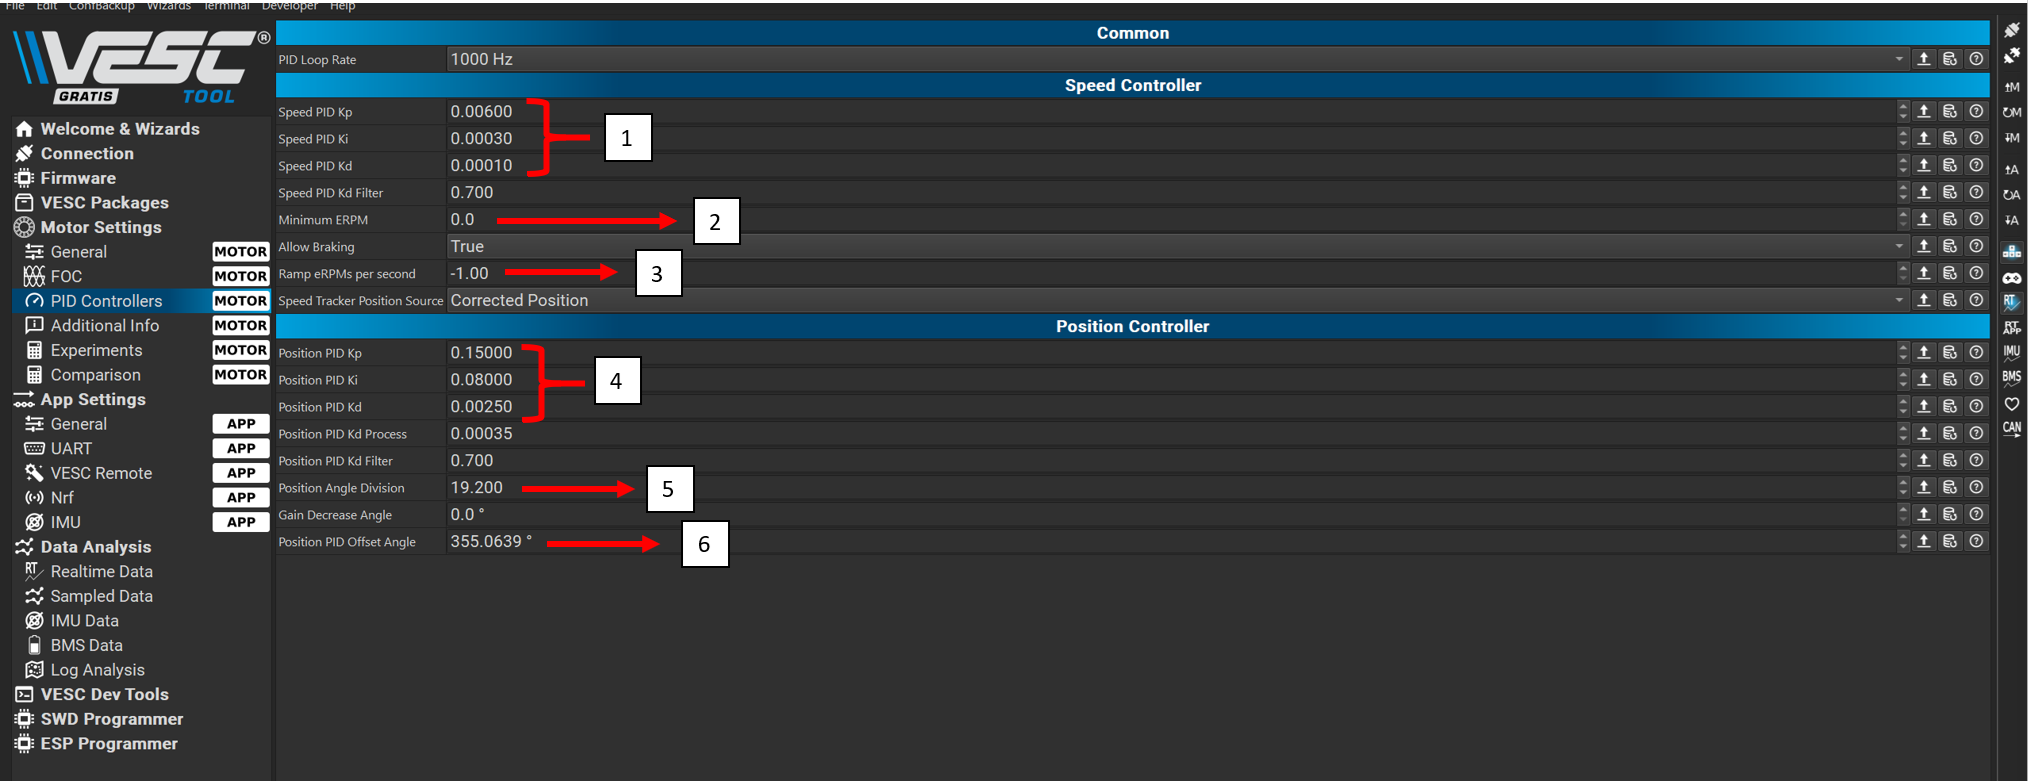 File Edit ConfBackup Wizards Terminal Developer Help
VESC®
GRATIS TOOL
Welcome & Wizards
Connection
Firmware
VESC Packages
Motor Settings
General MOTOR
FOC MOTOR
PID Controllers MOTOR
Additional Info MOTOR
Experiments MOTOR
Comparison MOTOR
App Settings
General APP
UART APP
VESC Remote APP
Nrf APP
IMU APP
Data Analysis
RT Realtime Data
Sampled Data
IMU Data
BMS Data
Log Analysis
VESC Dev Tools
SWD Programmer
ESP Programmer
Common
PID Loop Rate 1000 Hz
Speed Controller
Speed PID Kp 0.00600
Speed PID Ki 0.00030
1
Speed PID Kd 0.00010
Speed PID Kd Filter 0.700
Minimum ERPM 0.0 2
Allow Braking True
Ramp eRPMs per second -1.00 3
Speed Tracker Position Source Corrected Position
Position Controller
Position PID Kp 0.15000
Position PID Ki 0.08000
4
Position PID Kd 0.00250
Position PID Kd Process 0.00035
Position PID Kd Filter 0.700
Position Angle Division 19.200 5
Gain Decrease Angle 0.0 °
Position PID Offset Angle 355.0639 ° 6
M
M
M
A
A
A
RT
RT
APP
IMU
BMS
CAN